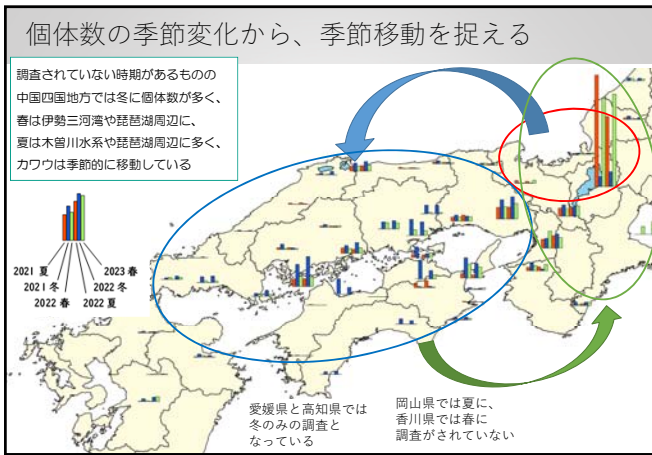 個体数の季節変化から、季節移動を捉える
調査されていない時期があるものの
中国四国地方では冬に個体数が多く、
春は伊勢三河湾や琵琶湖周辺に、
夏は木曽川水系や琵琶湖周辺に多く、
カワウは季節的に移動している
2021 夏
2021 冬
2022 春
2023 春
2022 冬
2022 夏
愛媛県と高知県では
冬のみの調査と
なっている
岡山県では夏に、
香川県では春に
調査がされていない